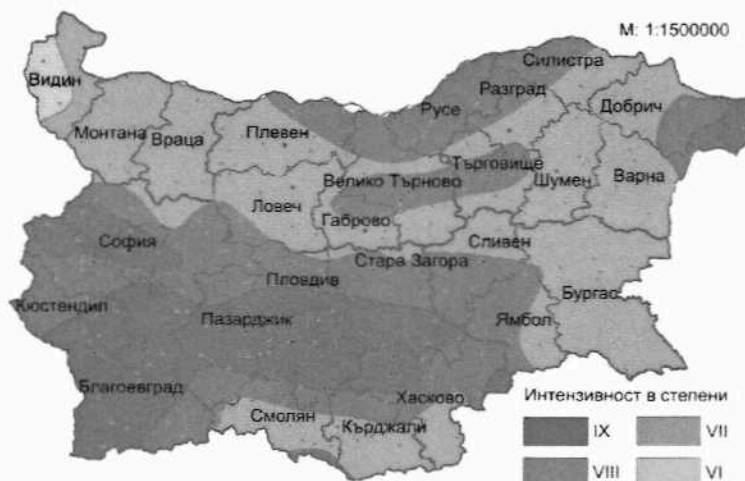 М: 1:1500000
Силистра
Видин
Разград
Добрич
Русе
Монтана
Враца
Плевен
Търговище
Велико Търново
Шумен
Варна
Ловеч
Габрово
София
Сливен
Стара Загора
Пловдив
Бургас
Кюстендил
Пазарджик
Ямбол
Благоевград
Хасково
Смолян
Кърджали
Интензивност в степени
IX
VII
VIII
VI